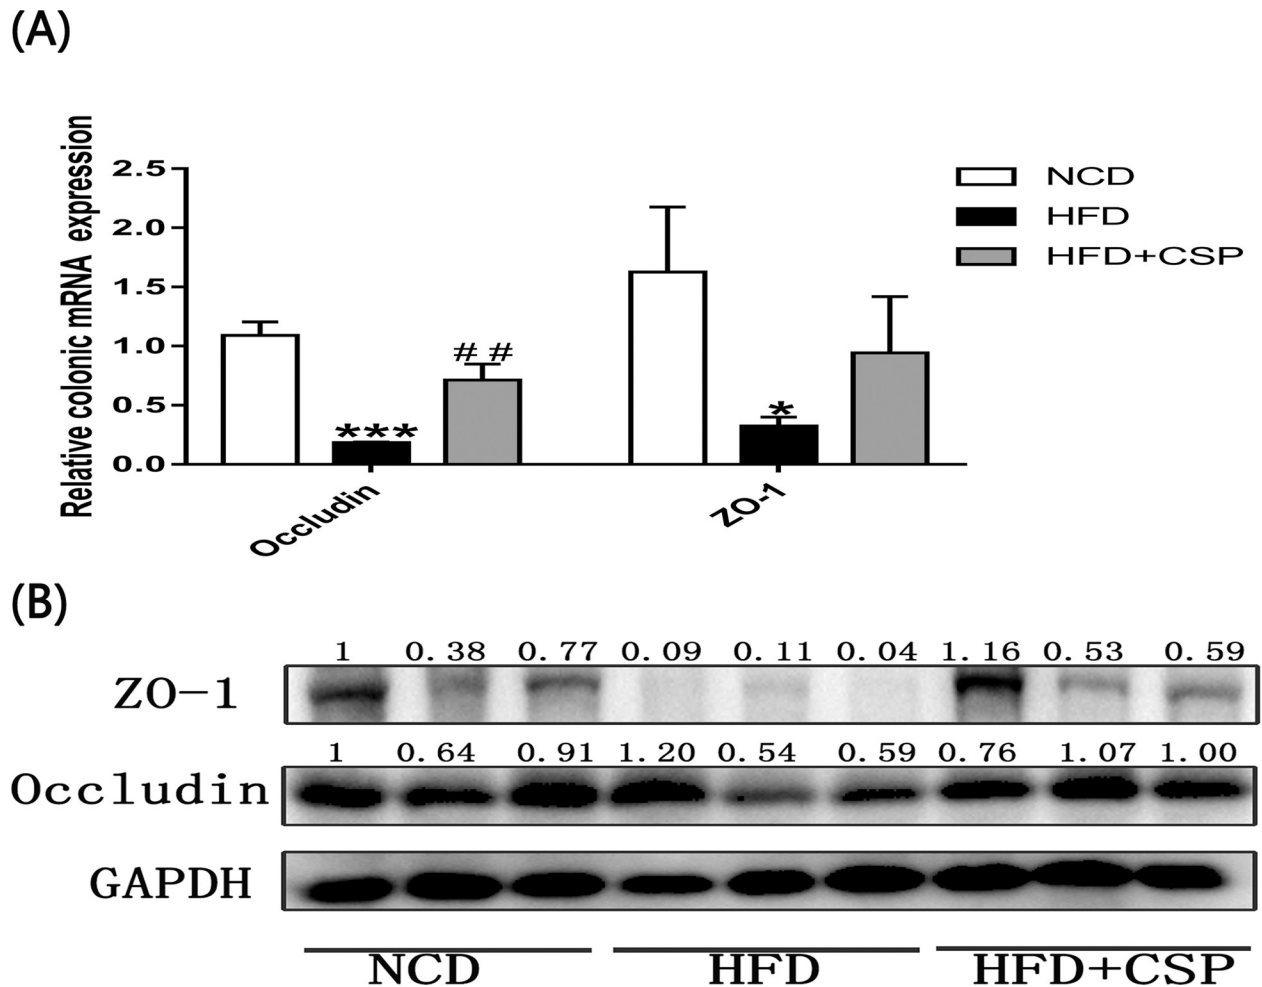 (A)
Relative colonic mRNA expression
2.5
2.0
1.5
1.0
0.5
0.0
***
##
*
Occludin
ZO-1
NCD
HFD
HFD+CSP
(B)
1 0.38 0.77 0.09 0.11 0.04 1.16 0.53 0.59
ZO-1
1 0.64 0.91 1.20 0.54 0.59 0.76 1.07 1.00
Occludin
GAPDH
NCD HFD HFD+CSP